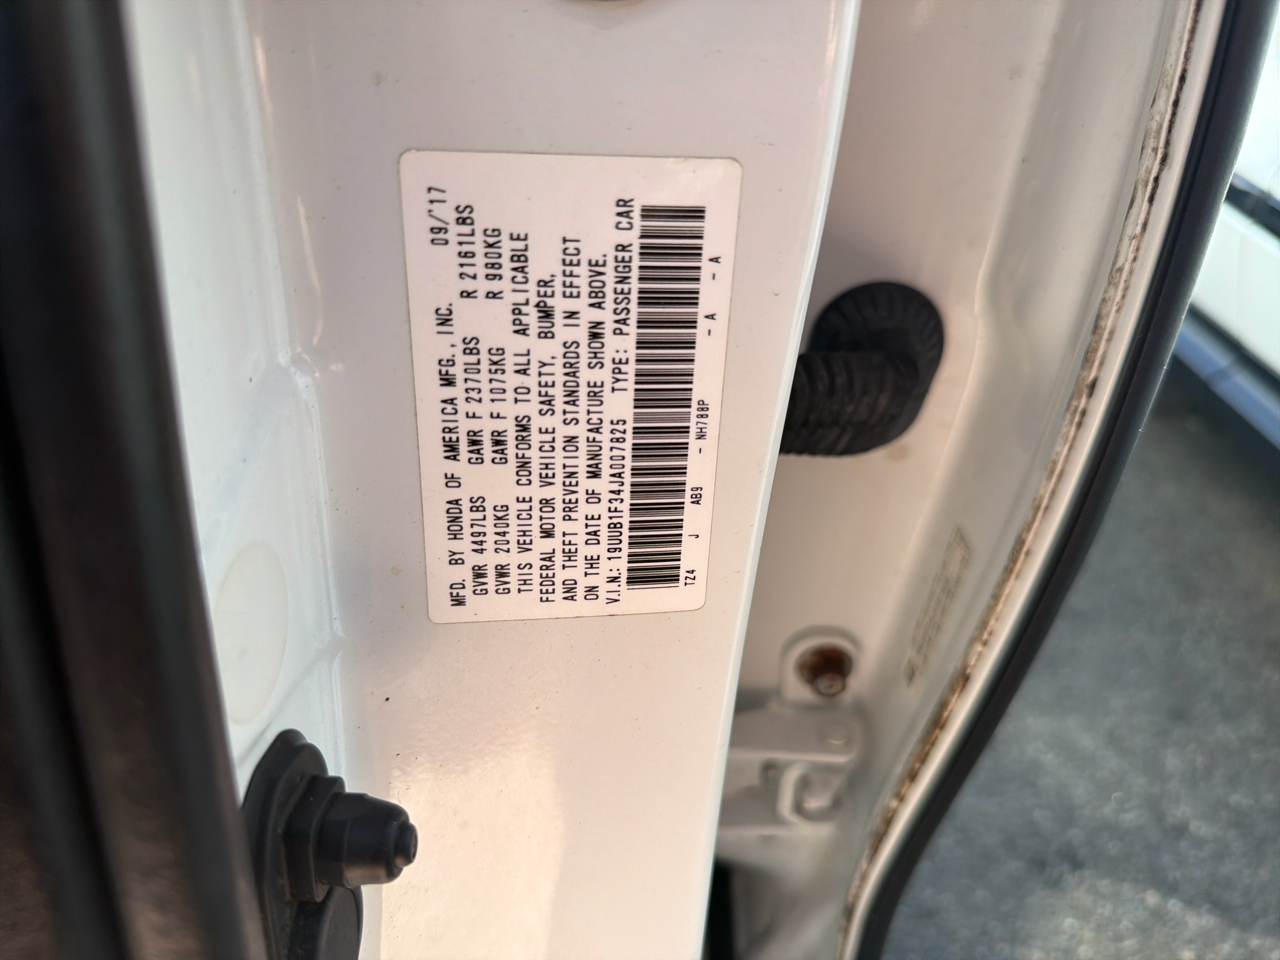 MFD. BY HONDA OF AMERICA MFG., INC. 09/'17
GVWR 4497LBS GAWR F 2370LBS R 2161LBS
GVWR 2040KG GAWR F 1075KG R 980KG
THIS VEHICLE CONFORMS TO ALL APPLICABLE
FEDERAL MOTOR VEHICLE SAFETY, BUMPER,
AND THEFT PREVENTION STANDARDS IN EFFECT
ON THE DATE OF MANUFACTURE SHOWN ABOVE.
V.I.N.: 19UUB1F34JA007825 TYPE: PASSENGER CAR
TZ4 J AB9 - NH788P - A - A